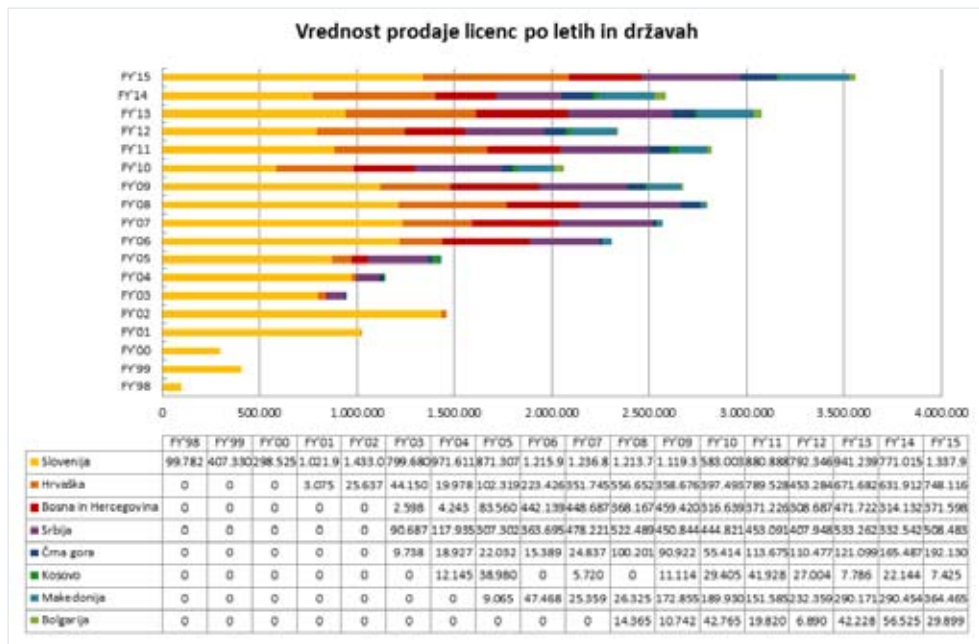 Vrednost prodaje licenc po letih in državah
FY'15
FY'14
FY'13
FY'12
FY'11
FY'10
FY'09
FY'08
FY'07
FY'06
FY'05
FY'04
FY'03
FY'02
FY'01
FY'00
FY'99
FY'98
0 500.000 1.000.000 1.500.000 2.000.000 2.500.000 3.000.000 3.500.000 4.000.000
FY'98 FY'99 FY'00 FY'01 FY'02 FY'03 FY'04 FY'05 FY'06 FY'07 FY'08 FY'09 FY'10 FY'11 FY'12 FY'13 FY'14 FY'15
Slovenija 99.782 407.330 298.525 1.021.9 1.433.0 799.680 971.611 871.307 1.215.9 1.236.8 1.213.7 1.119.3 583.003 880.888 792.346 941.239 771.015 1.337.9
Hrvaška 0 0 0 3.075 25.637 44.150 19.978 102.319 223.426 351.745 556.652 358.676 397.495 789.528 453.284 671.682 631.912 748.116
Bosna in Hercegovina 0 0 0 0 0 2.598 4.243 83.560 442.139 448.687 368.167 459.420 316.639 371.226 308.687 471.722 314.132 371.598
Srbija 0 0 0 0 0 90.687 117.935 307.302 363.695 478.221 522.489 450.844 444.821 453.091 407.948 533.262 332.542 508.483
Črna gora 0 0 0 0 0 9.738 18.927 22.032 15.389 24.837 100.201 90.922 55.414 113.675 110.477 121.099 165.487 192.130
Kosovo 0 0 0 0 0 0 12.145 38.980 0 5.720 0 11.114 29.405 41.928 27.004 7.786 22.144 7.425
Makedonija 0 0 0 0 0 0 0 9.065 47.468 25.359 26.325 172.855 189.930 151.585 232.359 290.171 290.454 364.465
Bolgarija 0 0 0 0 0 0 0 0 0 0 14.365 10.742 42.765 19.820 6.890 42.228 56.525 29.899